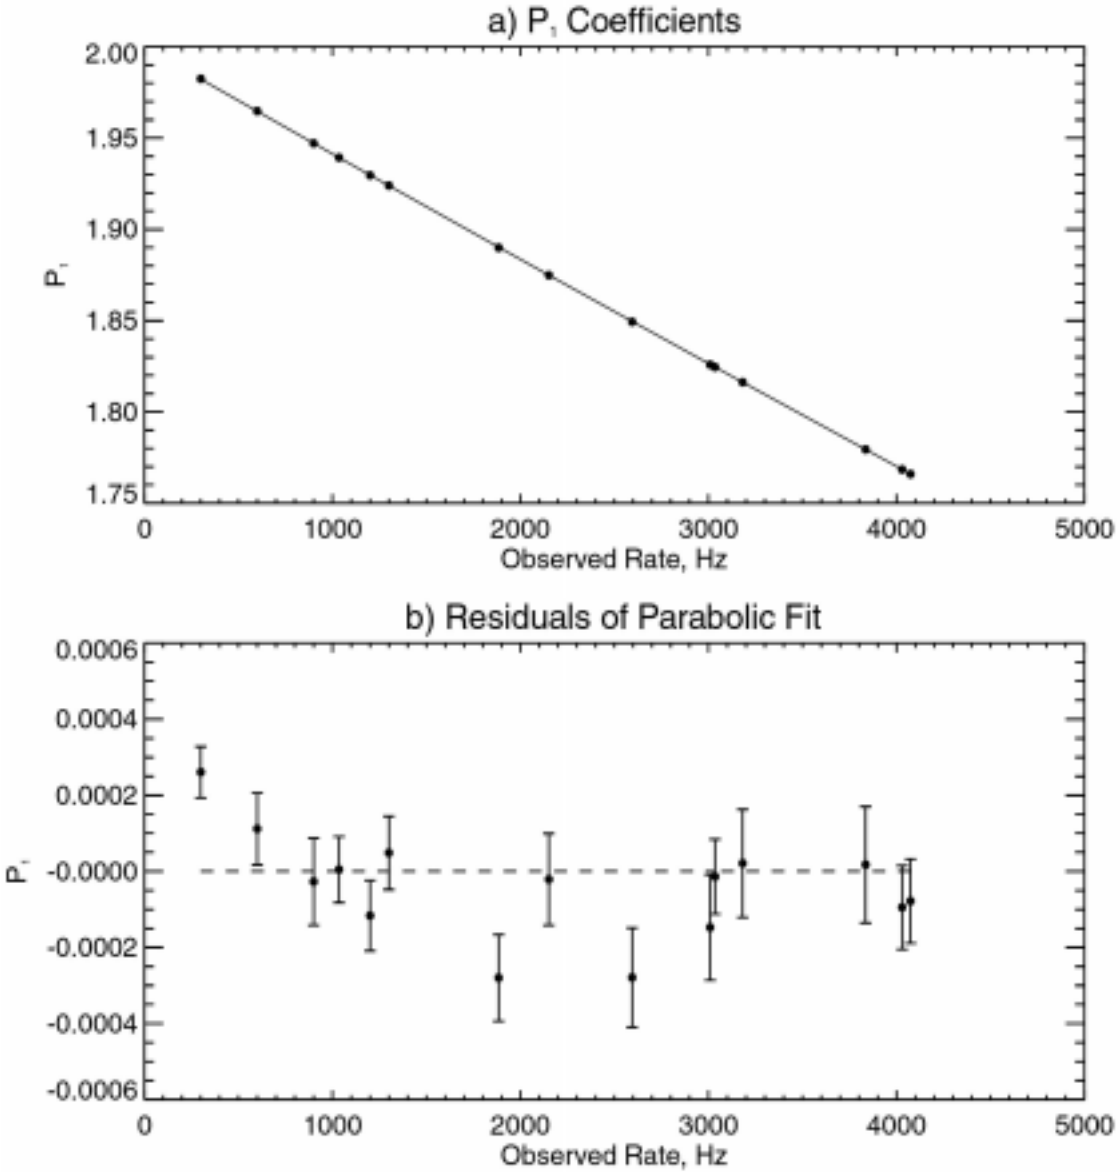 a) P₁ Coefficients
2.00
1.95
1.90
1.85
1.80
1.75
P₁
0 1000 2000 3000 4000 5000
Observed Rate, Hz
b) Residuals of Parabolic Fit
0.0006
0.0004
0.0002
-0.0000
-0.0002
-0.0004
-0.0006
P₁
0 1000 2000 3000 4000 5000
Observed Rate, Hz